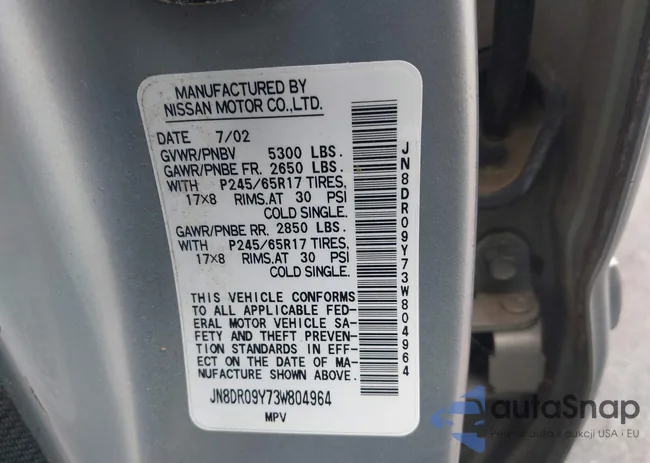 MANUFACTURED BY
NISSAN MOTOR CO.,LTD.
DATE 7/02
GVWR/PNBV 5300 LBS.
GAWR/PNBE FR. 2650 LBS.
WITH P245/65R17 TIRES,
17×8 RIMS,AT 30 PSI
COLD SINGLE.
GAWR/PNBE RR. 2850 LBS.
WITH P245/65R17 TIRES,
17×8 RIMS.AT 30 PSI
COLD SINGLE.
THIS VEHICLE CONFORMS
TO ALL APPLICABLE FED-
ERAL MOTOR VEHICLE SA-
FETY AND THEFT PREVEN-
TION STANDARDS IN EFF-
ECT ON THE DATE OF MA-
NUFACTURE SHOWN ABOVE.
JN8DR09Y73W804964
MPV
JN8DR09Y73W804964
autaSnap
aukcji USA i EU